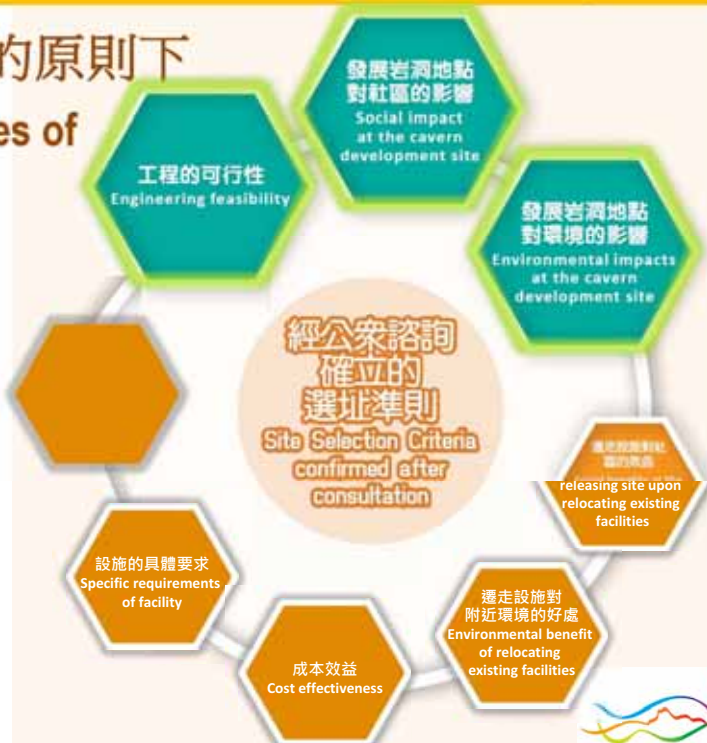 的原則下
es of
發展岩洞地點
對社區的影響
Social impact
at the cavern
development site
工程的可行性
Engineering feasibility
發展岩洞地點
對環境的影響
Environmental impacts
at the cavern
development site
經公眾諮詢
確立的
選址準則
Site Selection Criteria
confirmed after
consultation
releasing site upon
relocating existing
facilities
設施的具體要求
Specific requirements
of facility
遷走設施對
附近環境的好處
Environmental benefit
of relocating
existing facilities
成本效益
Cost effectiveness